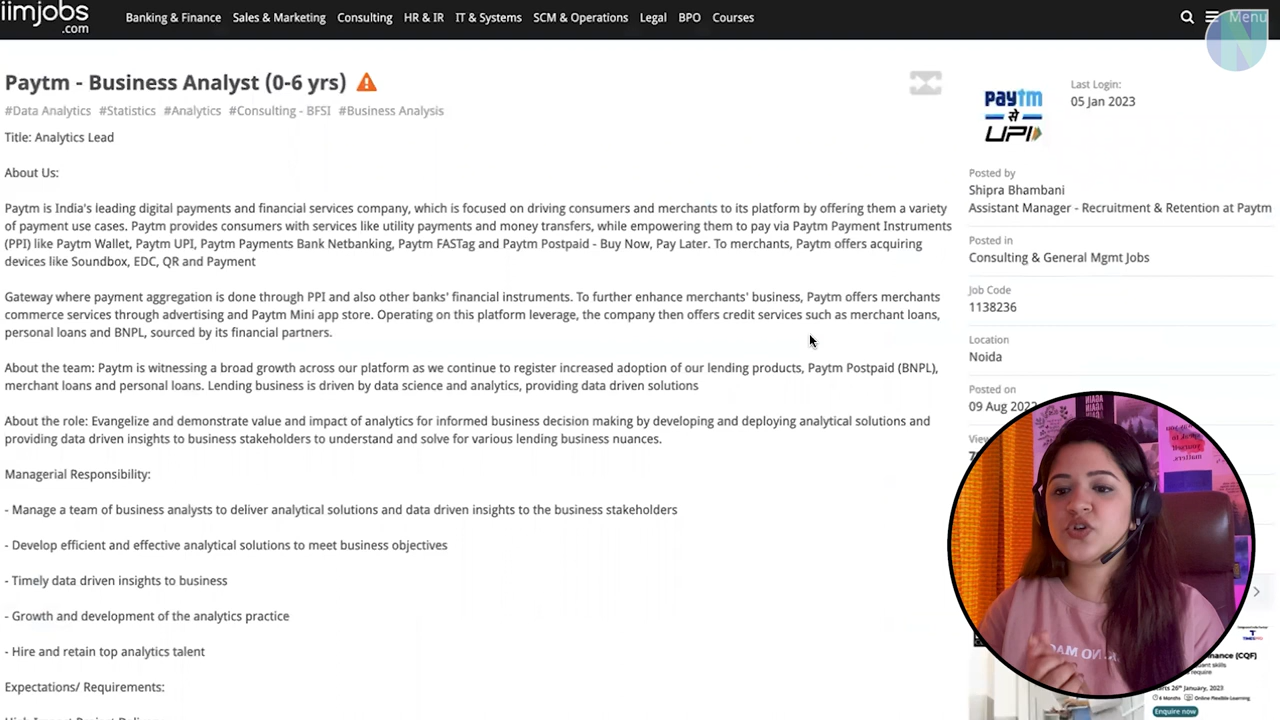 iimjobs
.com
Banking & Finance
Sales & Marketing
Consulting
HR & IR
IT & Systems
SCM & Operations
Legal
BPO
Courses
Menu
N
Paytm - Business Analyst (0-6 yrs)
#Data Analytics #Statistics #Analytics #Consulting - BFSI #Business Analysis
Title: Analytics Lead
About Us:
Paytm is India's leading digital payments and financial services company, which is focused on driving consumers and merchants to its platform by offering them a variety
of payment use cases. Paytm provides consumers with services like utility payments and money transfers, while empowering them to pay via Paytm Payment Instruments
(PPI) like Paytm Wallet, Paytm UPI, Paytm Payments Bank Netbanking, Paytm FASTag and Paytm Postpaid - Buy Now, Pay Later. To merchants, Paytm offers acquiring
devices like Soundbox, EDC, QR and Payment
Gateway where payment aggregation is done through PPI and also other banks' financial instruments. To further enhance merchants' business, Paytm offers merchants
commerce services through advertising and Paytm Mini app store. Operating on this platform leverage, the company then offers credit services such as merchant loans,
personal loans and BNPL, sourced by its financial partners.
About the team: Paytm is witnessing a broad growth across our platform as we continue to register increased adoption of our lending products, Paytm Postpaid (BNPL),
merchant loans and personal loans. Lending business is driven by data science and analytics, providing data driven solutions
About the role: Evangelize and demonstrate value and impact of analytics for informed business decision making by developing and deploying analytical solutions and
providing data driven insights to business stakeholders to understand and solve for various lending business nuances.
Managerial Responsibility:
- Manage a team of business analysts to deliver analytical solutions and data driven insights to the business stakeholders
- Develop efficient and effective analytical solutions to meet business objectives
- Timely data driven insights to business
- Growth and development of the analytics practice
- Hire and retain top analytics talent
Expectations/ Requirements:
paytm
से
UPI
Last Login:
05 Jan 2023
Posted by
Shipra Bhambani
Assistant Manager - Recruitment & Retention at Paytm
Posted in
Consulting & General Mgmt Jobs
Job Code
1138236
Location
Noida
Posted on
09 Aug 202
View
(CQF)
January, 2023
Enquire now